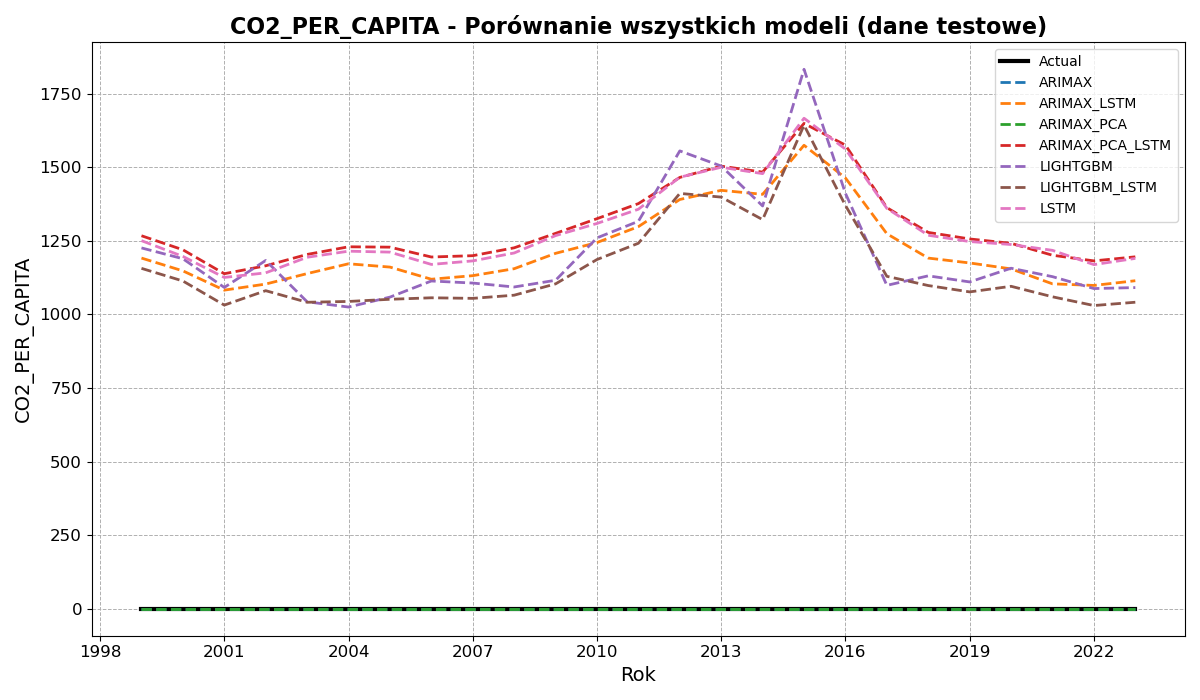 CO2_PER_CAPITA - Porównanie wszystkich modeli (dane testowe)
Actual
ARIMAX
ARIMAX_LSTM
ARIMAX_PCA
ARIMAX_PCA_LSTM
LIGHTGBM
LIGHTGBM_LSTM
LSTM
CO2_PER_CAPITA
1750
1500
1250
1000
750
500
250
0
1998
2001
2004
2007
2010
2013
2016
2019
2022
Rok